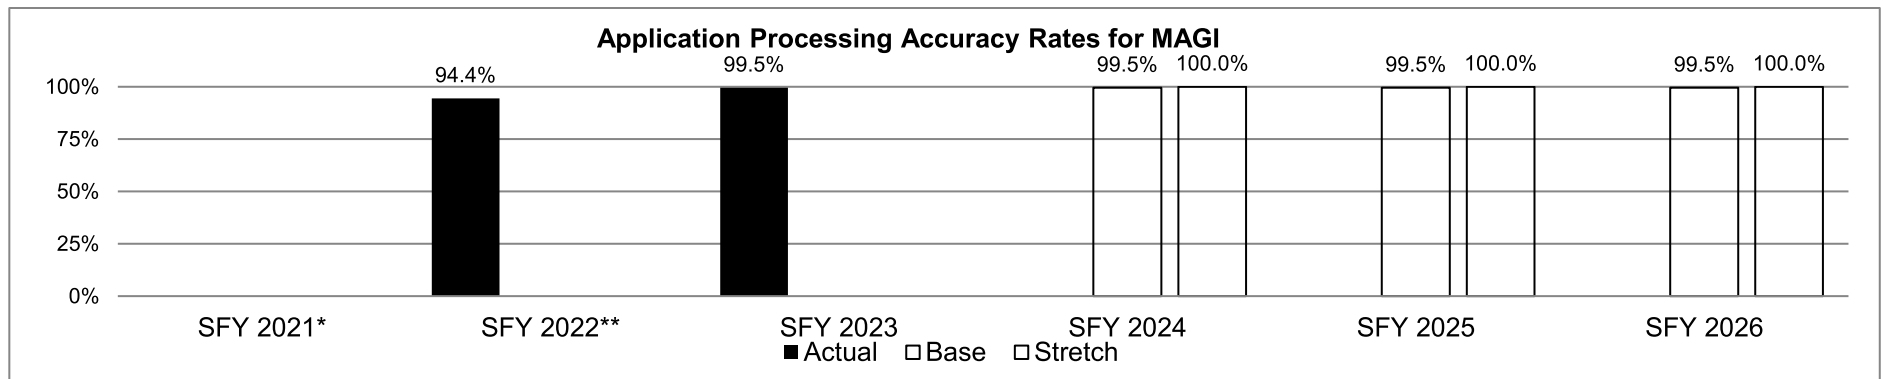 Application Processing Accuracy Rates for MAGI
94.4% 99.5% 99.5% 100.0% 99.5% 100.0% 99.5% 100.0%
100%
75%
50%
25%
0%
SFY 2021* SFY 2022** SFY 2023 SFY 2024 SFY 2025 SFY 2026
Actual Base Stretch